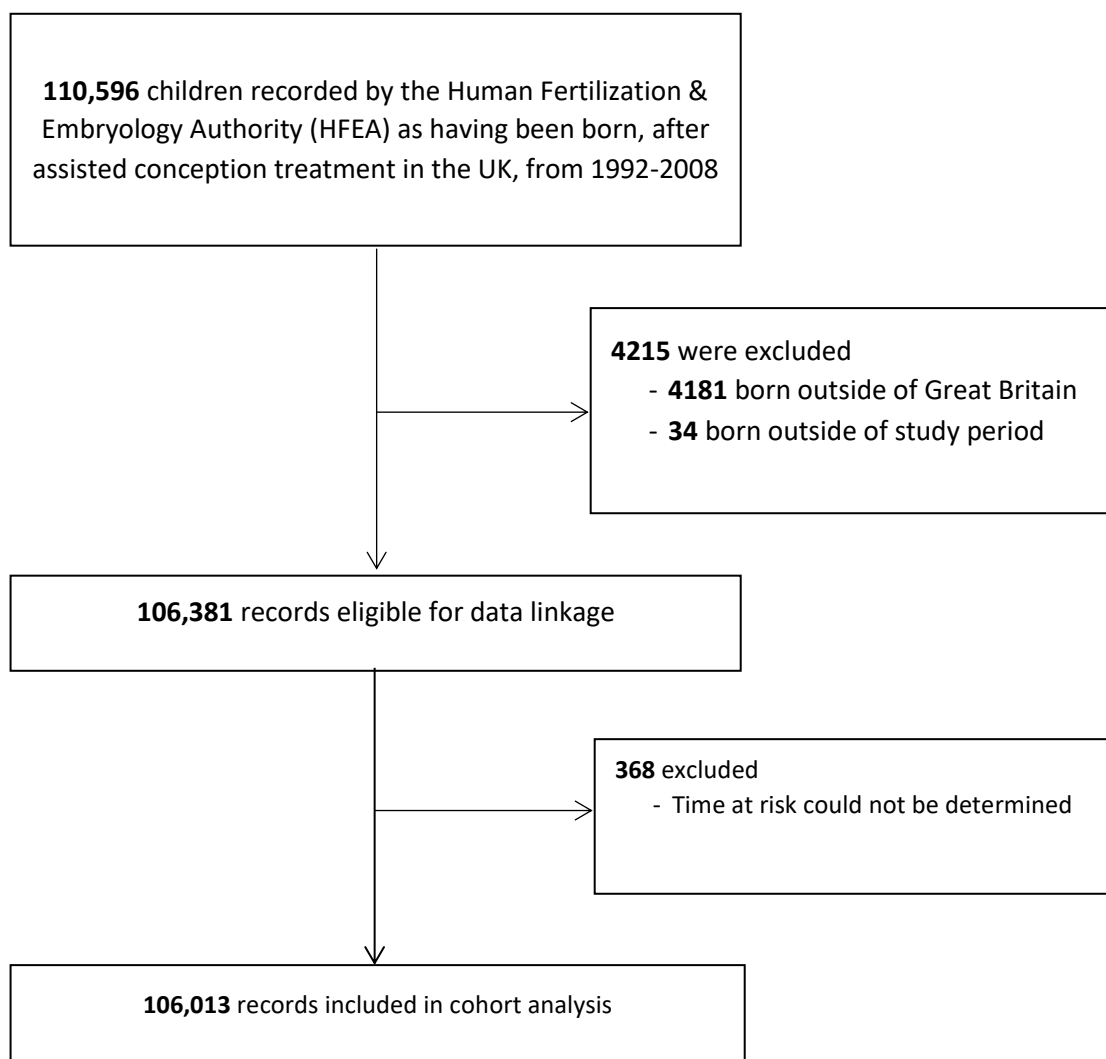 110,596 children recorded by the Human Fertilization &
Embryology Authority (HFEA) as having been born, after
assisted conception treatment in the UK, from 1992-2008
4215 were excluded
- 4181 born outside of Great Britain
- 34 born outside of study period
106,381 records eligible for data linkage
368 excluded
- Time at risk could not be determined
106,013 records included in cohort analysis